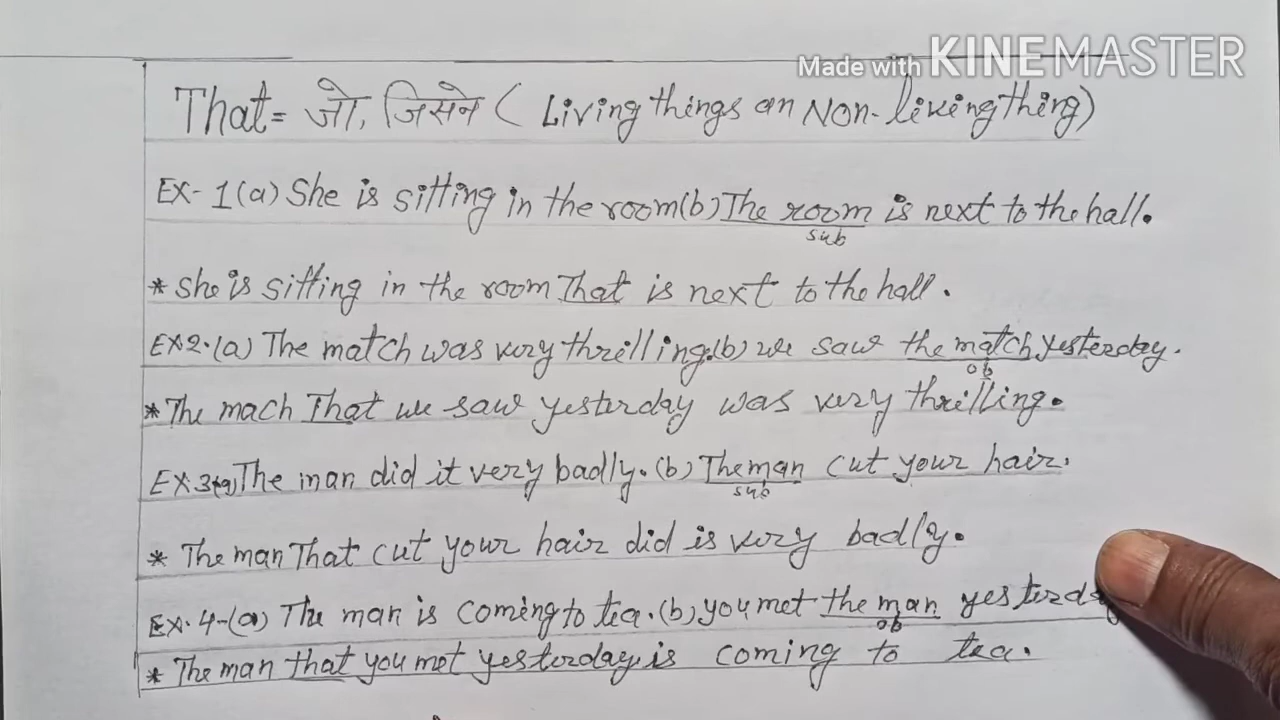 Made with KINEMASTER
That = जो, जिसने ( Living things an Non-living thing)
EX-1(a) She is sitting in the room(b) The room is next to the hall.
sub
* She is sitting in the room That is next to the hall.
EX2.(a) The match was very thrilling.(b) we saw the match yesterday.
ob
* The mach That we saw yesterday was very thrilling.
EX.3(a) The man did it very badly. (b) The man cut your hair.
sub
* The man That cut your hair did is very badly.
EX.4-(a) The man is coming to tea. (b) you met the man yesterday
ob
* The man that you met yesterday is coming to tea.